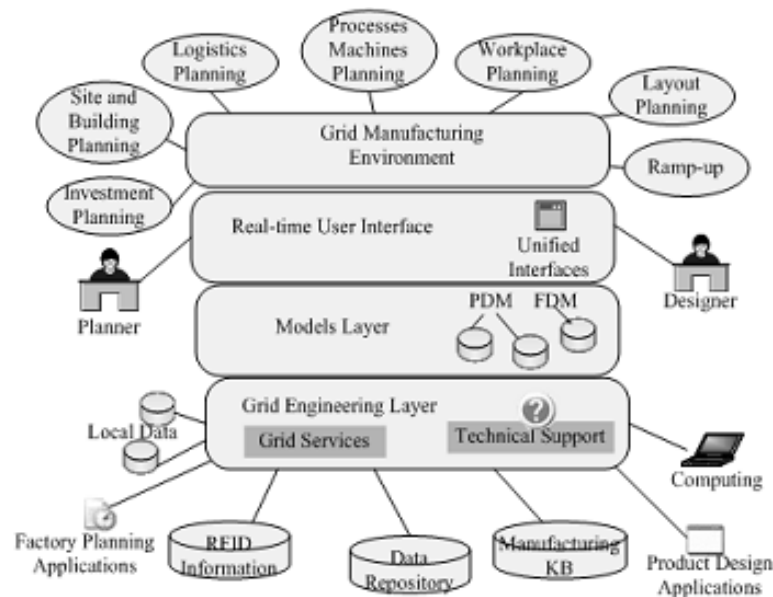 Processes
Machines
Planning
Logistics
Planning
Workplace
Planning
Layout
Planning
Site and
Building
Planning
Grid Manufacturing
Environment
Ramp-up
Investment
Planning
Real-time User Interface
Unified
Interfaces
Planner
Designer
PDM
FDM
Models Layer
Grid Engineering Layer
?
Local Data
Grid Services
Technical Support
Computing
Factory Planning
Applications
RFID
Information
Data
Repository
Manufacturing
KB
Product Design
Applications